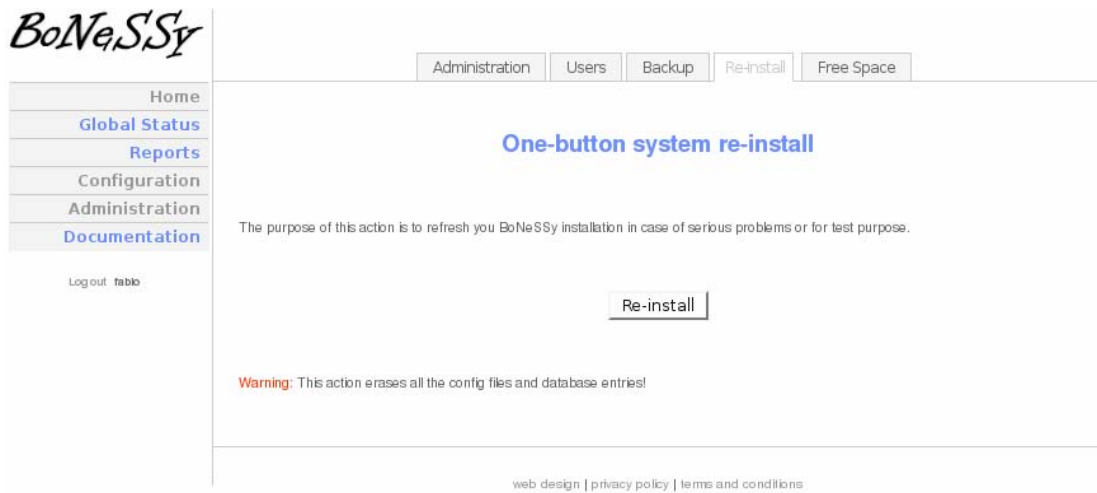 BoNeSSy
Administration Users Backup Re-install Free Space
Home
Global Status
Reports
Configuration
Administration
Documentation
Logout fabio
One-button system re-install
The purpose of this action is to refresh you BoNeSSy installation in case of serious problems or for test purpose.
Re-install
Warning: This action erases all the config files and database entries!
web design | privacy policy | terms and conditions